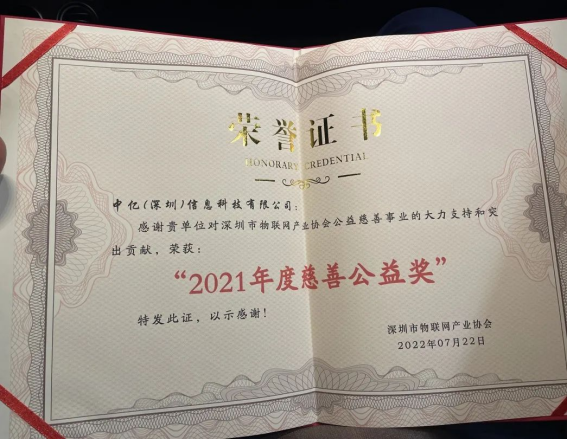 荣誉证书
HONORARY CREDENTIAL
中亿(深圳)信息科技有限公司:
感谢贵单位对深圳市物联网产业协会公益慈善事业的大力支持和突
出贡献，荣获:
“2021年度慈善公益奖”
特发此证，以示感谢!
深圳市物联网产业协会
2022年07月22日